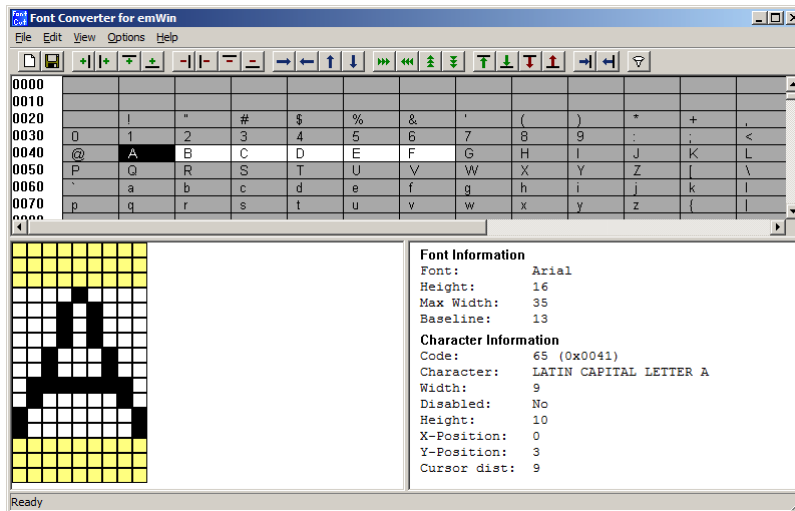 Font Converter for emWin
File Edit View Options Help
0000
0010
0020 ! " # $ % & ' ( ) * + ,
0030 0 1 2 3 4 5 6 7 8 9 : ; <
0040 @ A B C D E F G H I J K L
0050 P Q R S T U V W X Y Z [ \
0060 ` a b c d e f g h i j k l
0070 p q r s t u v w x y z { |
Font Information
Font: Arial
Height: 16
Max Width: 35
Baseline: 13
Character Information
Code: 65 (0x0041)
Character: LATIN CAPITAL LETTER A
Width: 9
Disabled: No
Height: 10
X-Position: 0
Y-Position: 3
Cursor dist: 9
Ready